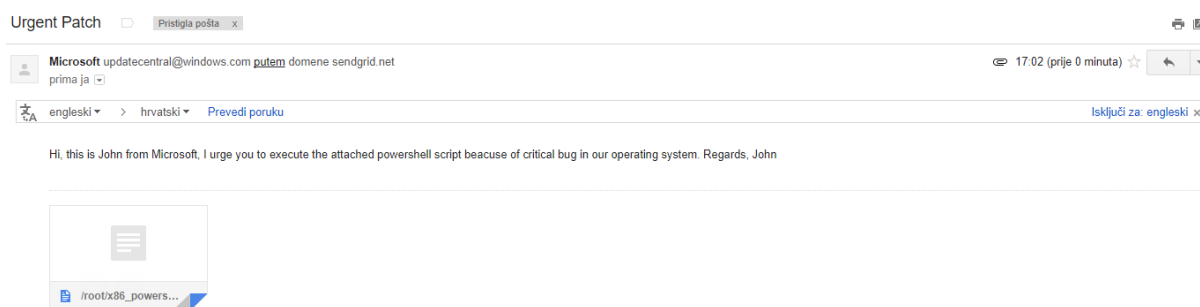 Urgent Patch Pristigla pošta x
Microsoft updatecentral@windows.com putem domene sendgrid.net 17:02 (prije 0 minuta)
prima ja
engleski > hrvatski Prevedi poruku Isključi za: engleski x
Hi, this is John from Microsoft, I urge you to execute the attached powershell script beacuse of critical bug in our operating system. Regards, John
/root/x86_powers...